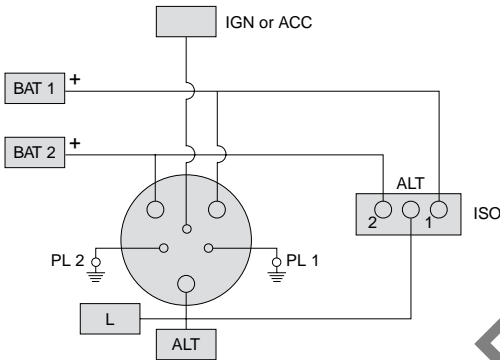 IGN or ACC
BAT 1 +
BAT 2 +
ALT
2 1 ISO
PL 2 PL 1
L
ALT